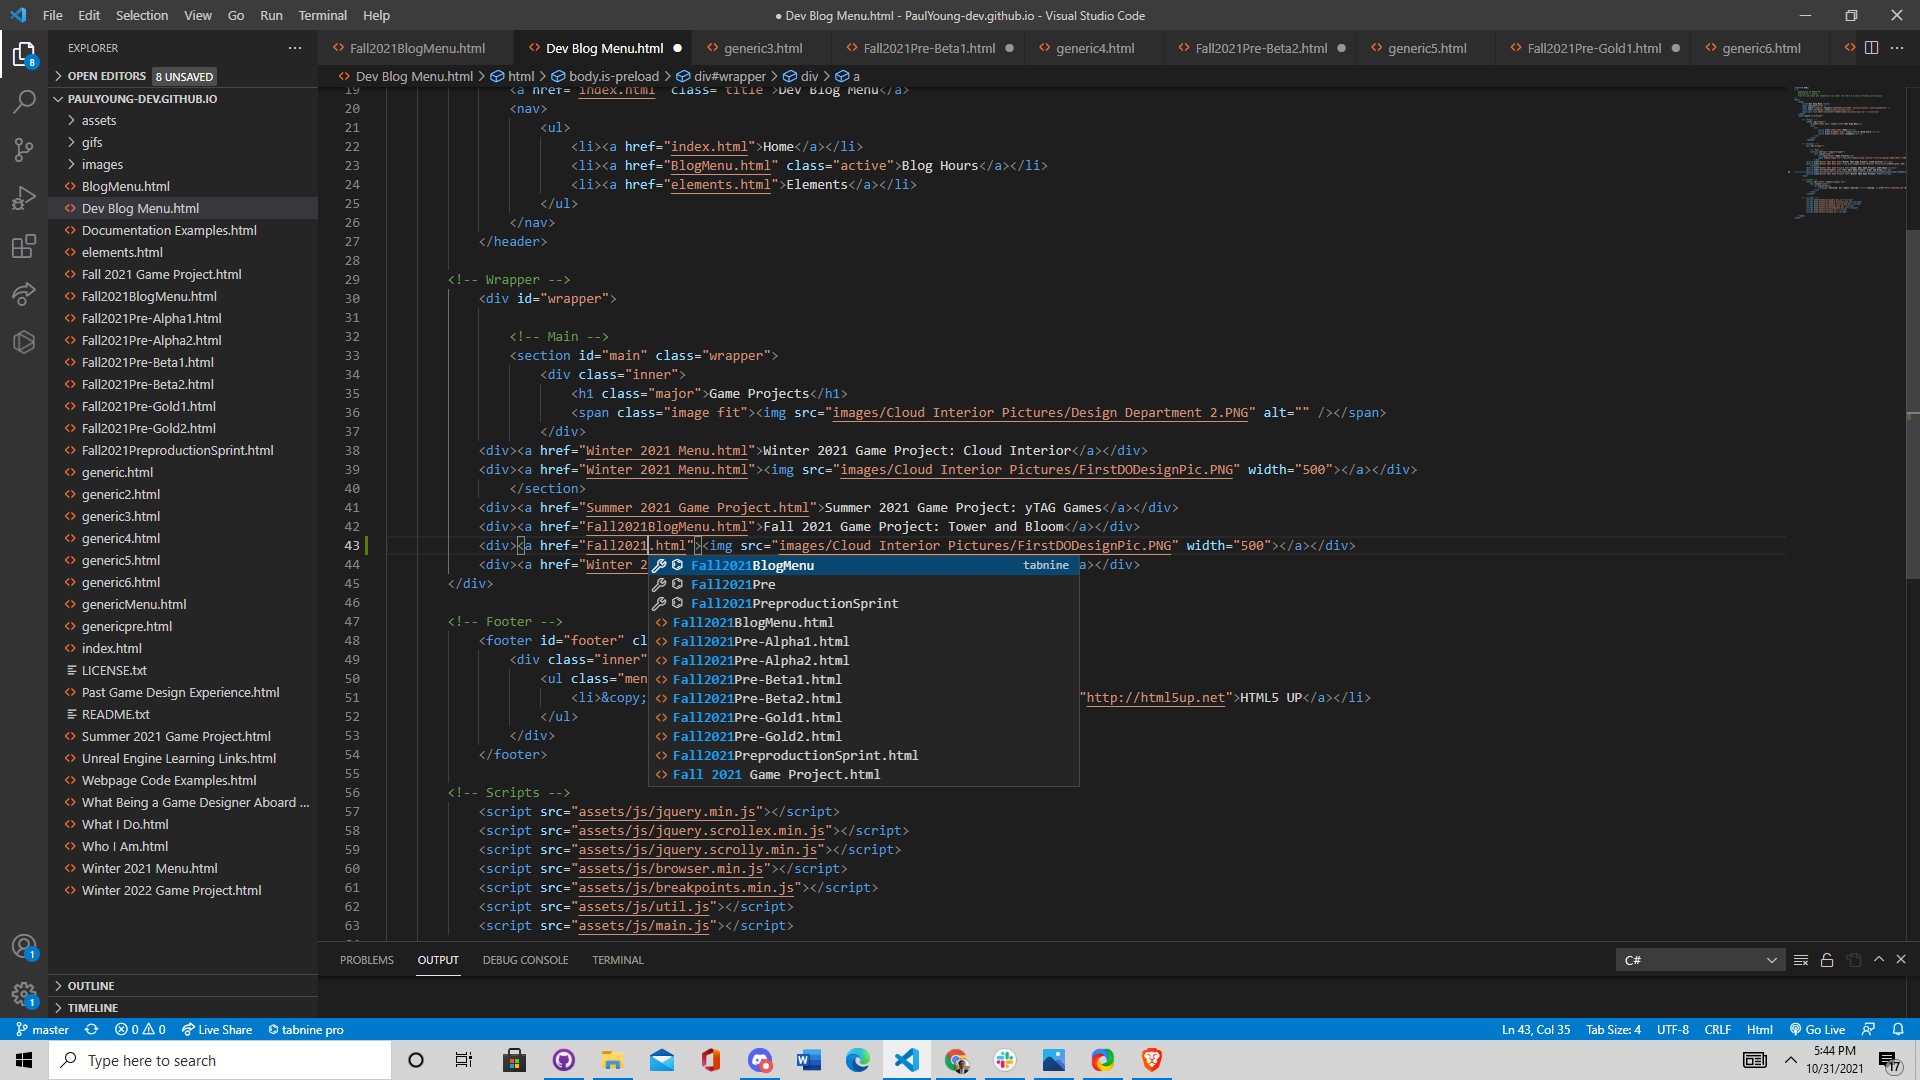 File Edit Selection View Go Run Terminal Help
● Dev Blog Menu.html - PaulYoung-dev.github.io - Visual Studio Code
EXPLORER
Fall2021BlogMenu.html
Dev Blog Menu.html
generic3.html
Fall2021Pre-Beta1.html
generic4.html
Fall2021Pre-Beta2.html
generic5.html
Fall2021Pre-Gold1.html
generic6.html
8
OPEN EDITORS 8 UNSAVED
PAULYOUNG-DEV.GITHUB.IO
assets
gifs
images
BlogMenu.html
Dev Blog Menu.html
Documentation Examples.html
elements.html
Fall 2021 Game Project.html
Fall2021BlogMenu.html
Fall2021Pre-Alpha1.html
Fall2021Pre-Alpha2.html
Fall2021Pre-Beta1.html
Fall2021Pre-Beta2.html
Fall2021Pre-Gold1.html
Fall2021Pre-Gold2.html
Fall2021PreproductionSprint.html
generic.html
generic2.html
generic3.html
generic4.html
generic5.html
generic6.html
genericMenu.html
genericpre.html
index.html
LICENSE.txt
Past Game Design Experience.html
README.txt
Summer 2021 Game Project.html
Unreal Engine Learning Links.html
Webpage Code Examples.html
What Being a Game Designer Aboard ...
What I Do.html
Who I Am.html
Winter 2021 Menu.html
Winter 2022 Game Project.html
OUTLINE
TIMELINE
1
1
Dev Blog Menu.html > html > body.is-preload > div#wrapper > div > a
19 <a href="index.html" class="title">Dev Blog Menu</a>
20 <nav>
21 <ul>
22 <li><a href="index.html">Home</a></li>
23 <li><a href="BlogMenu.html" class="active">Blog Hours</a></li>
24 <li><a href="elements.html">Elements</a></li>
25 </ul>
26 </nav>
27 </header>
28
29 <!-- Wrapper -->
30 <div id="wrapper">
31
32 <!-- Main -->
33 <section id="main" class="wrapper">
34 <div class="inner">
35 <h1 class="major">Game Projects</h1>
36 <span class="image fit"><img src="images/Cloud Interior Pictures/Design Department 2.PNG" alt="" /></span>
37 </div>
38 <div><a href="Winter 2021 Menu.html">Winter 2021 Game Project: Cloud Interior</a></div>
39 <div><a href="Winter 2021 Menu.html"><img src="images/Cloud Interior Pictures/FirstDODesignPic.PNG" width="500"></a></div>
40 </section>
41 <div><a href="Summer 2021 Game Project.html">Summer 2021 Game Project: yTAG Games</a></div>
42 <div><a href="Fall2021BlogMenu.html">Fall 2021 Game Project: Tower and Bloom</a></div>
43 <div><a href="Fall2021.html"><img src="images/Cloud Interior Pictures/FirstDODesignPic.PNG" width="500"></a></div>
44 <div><a href="Winter 2 a></div>
45 </div>
46
47 <!-- Footer -->
48 <footer id="footer" cl
49 <div class="inner"
50 <ul class="men
51 <li>&copy; "http://html5up.net">HTML5 UP</a></li>
52 </ul>
53 </div>
54 </footer>
55
56 <!-- Scripts -->
57 <script src="assets/js/jquery.min.js"></script>
58 <script src="assets/js/jquery.scrollex.min.js"></script>
59 <script src="assets/js/jquery.scrolly.min.js"></script>
60 <script src="assets/js/browser.min.js"></script>
61 <script src="assets/js/breakpoints.min.js"></script>
62 <script src="assets/js/util.js"></script>
63 <script src="assets/js/main.js"></script>
Fall2021BlogMenu tabnine
Fall2021Pre
Fall2021PreproductionSprint
Fall2021BlogMenu.html
Fall2021Pre-Alpha1.html
Fall2021Pre-Alpha2.html
Fall2021Pre-Beta1.html
Fall2021Pre-Beta2.html
Fall2021Pre-Gold1.html
Fall2021Pre-Gold2.html
Fall2021PreproductionSprint.html
Fall 2021 Game Project.html
PROBLEMS OUTPUT DEBUG CONSOLE TERMINAL
C#
master 0 0 Live Share tabnine pro
Ln 43, Col 35 Tab Size: 4 UTF-8 CRLF Html Go Live
Type here to search
5:44 PM
10/31/2021
17